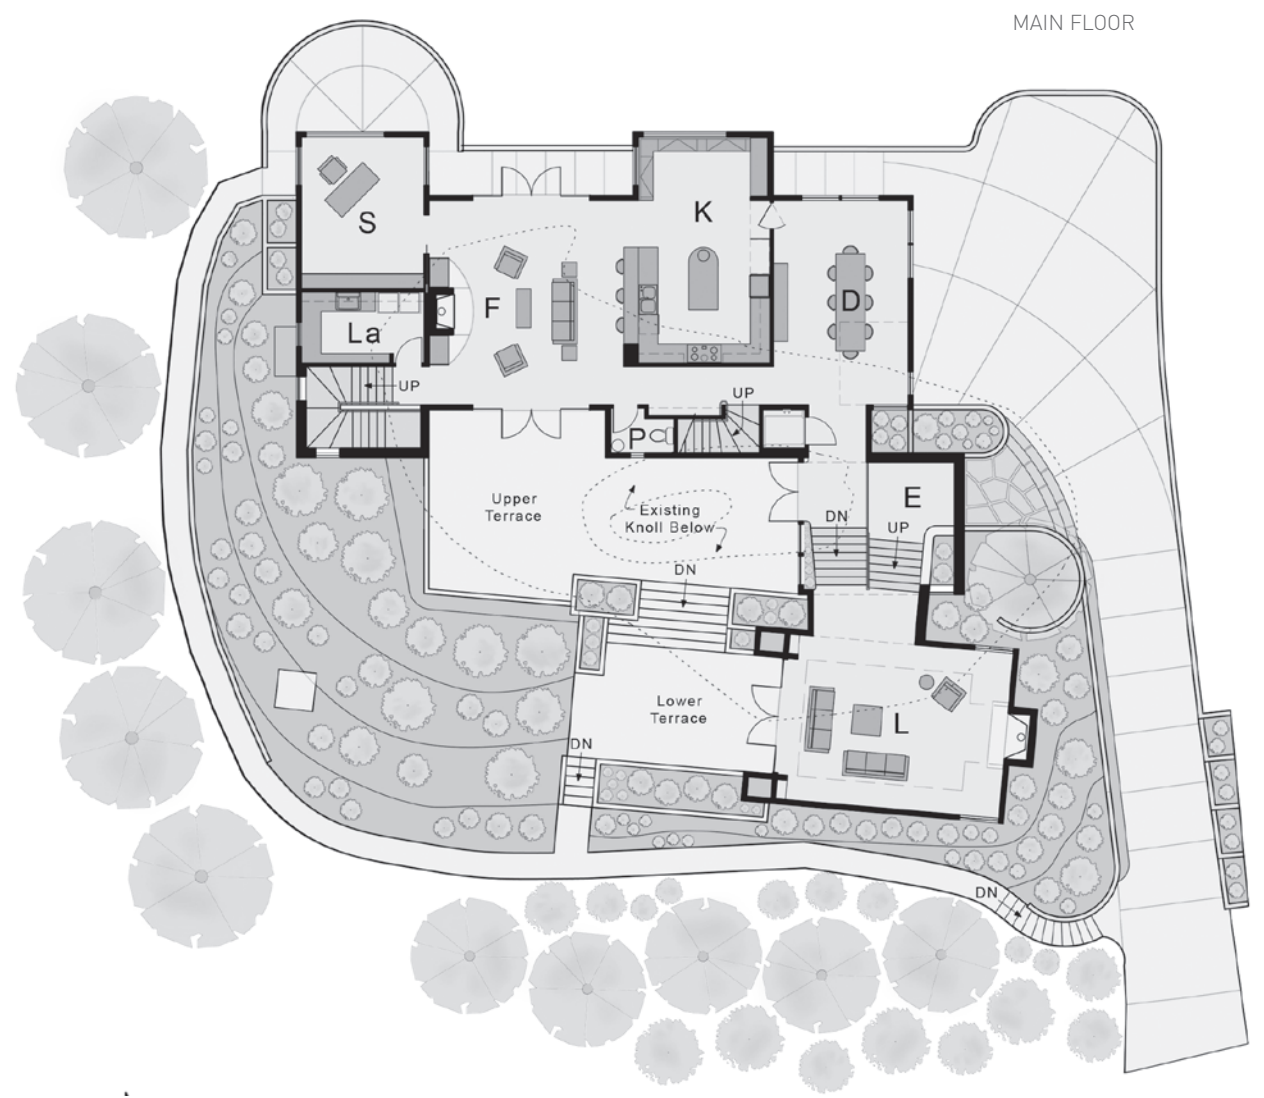 MAIN FLOOR
K
S
F
D
La
UP
UP
P
E
Upper
Terrace
Existing
Knoll Below
DN
UP
DN
L
Lower
Terrace
DN
DN